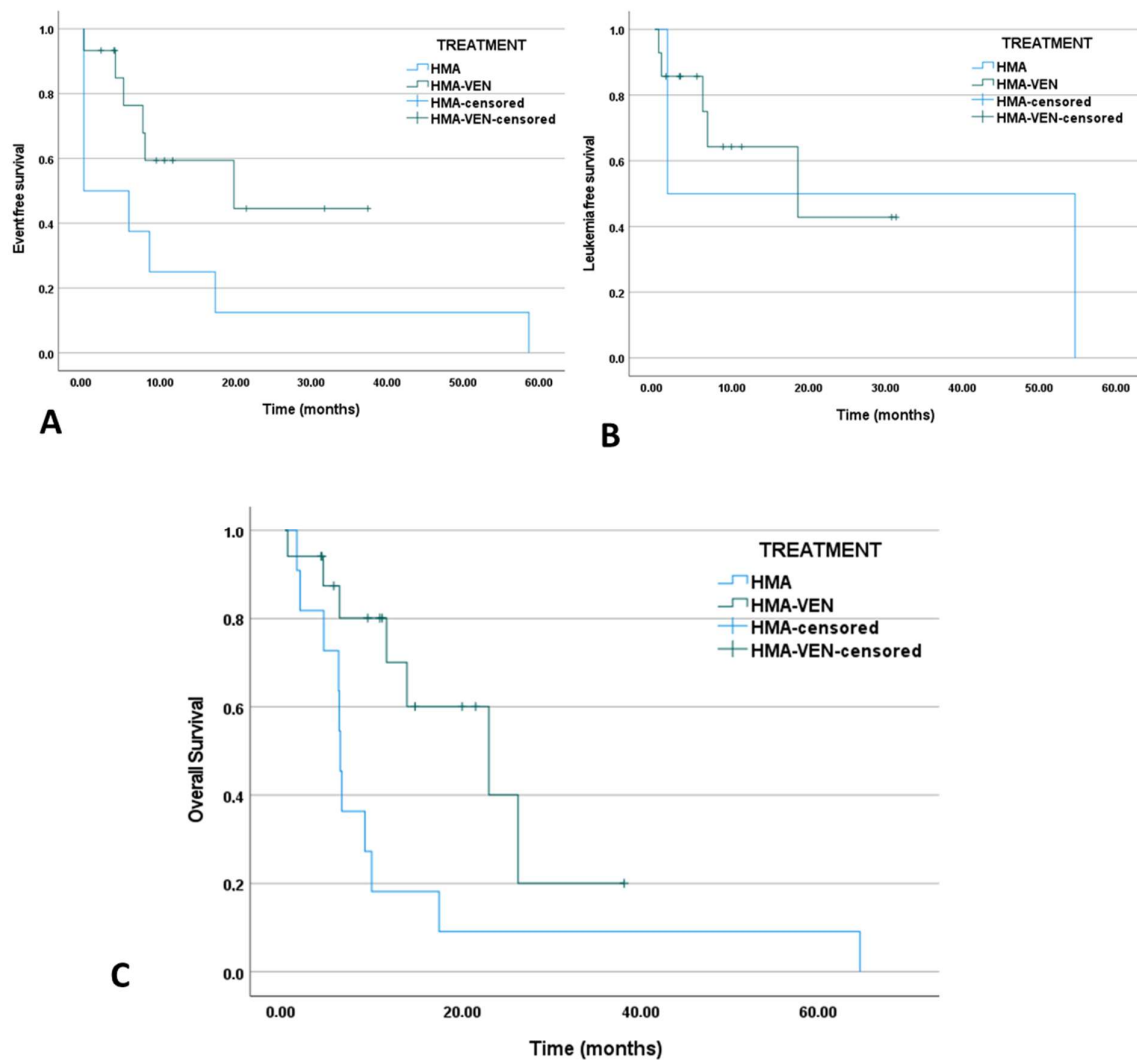 TREATMENT
HMA
HMA-VEN
HMA-censored
HMA-VEN-censored
1.0
0.8
0.6
0.4
0.2
0.0
Event free survival
0.00 10.00 20.00 30.00 40.00 50.00 60.00
Time (months)
A
TREATMENT
HMA
HMA-VEN
HMA-censored
HMA-VEN-censored
1.0
0.8
0.6
0.4
0.2
0.0
Leukemia free survival
0.00 10.00 20.00 30.00 40.00 50.00 60.00
Time (months)
B
TREATMENT
HMA
HMA-VEN
HMA-censored
HMA-VEN-censored
1.0
0.8
0.6
0.4
0.2
0.0
Overall Survival
0.00 20.00 40.00 60.00
Time (months)
C